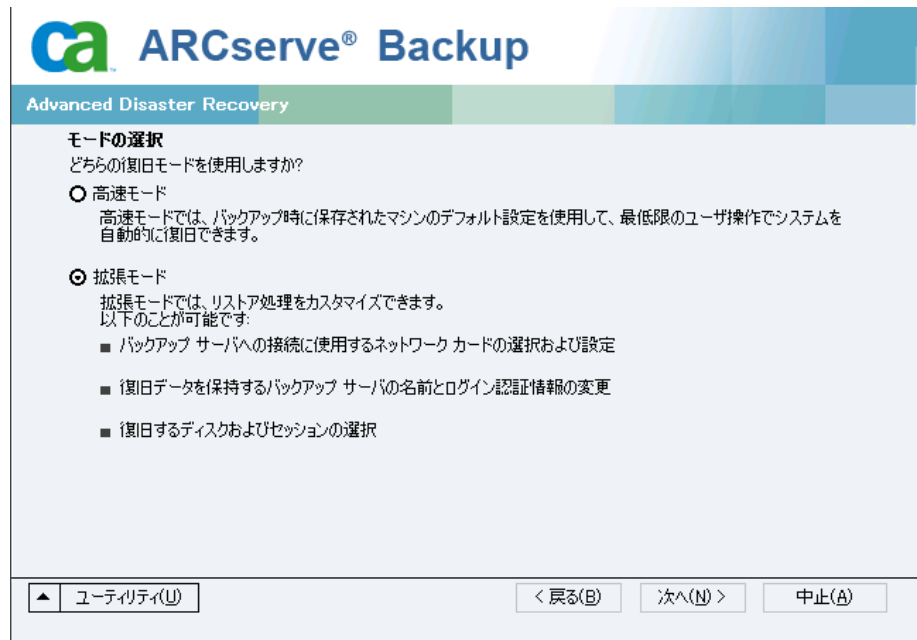 ca ARCserve® Backup
Advanced Disaster Recovery
モードの選択
どちらの復旧モードを使用しますか?
高速モード
高速モードでは、バックアップ時に保存されたマシンのデフォルト設定を使用して、最低限のユーザ操作でシステムを
自動的に復旧できます。
拡張モード
拡張モードでは、リストア処理をカスタマイズできます。
以下のことが可能です:
■ バックアップ サーバへの接続に使用するネットワーク カードの選択および設定
■ 復旧データを保持するバックアップ サーバの名前とログイン認証情報の変更
■ 復旧するディスクおよびセッションの選択
▲ ユーティリティ(U) < 戻る(B) 次へ(N) > 中止(A)